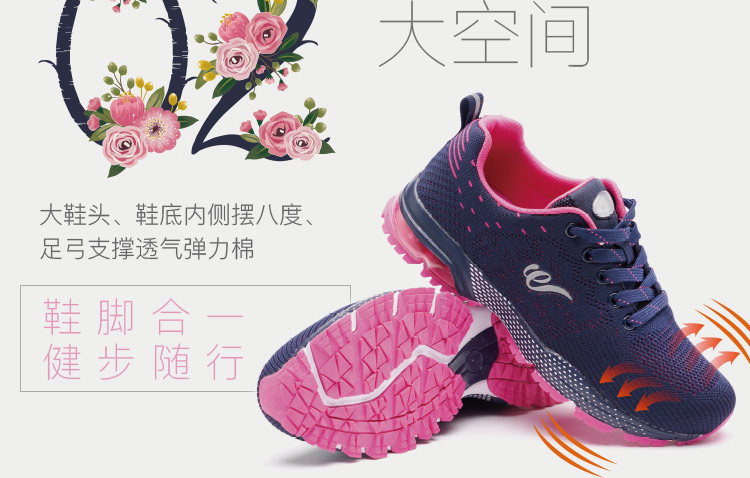 02
大空间
大鞋头、鞋底内侧摆八度、
足弓支撑透气弹力棉
鞋脚合一
健步随行